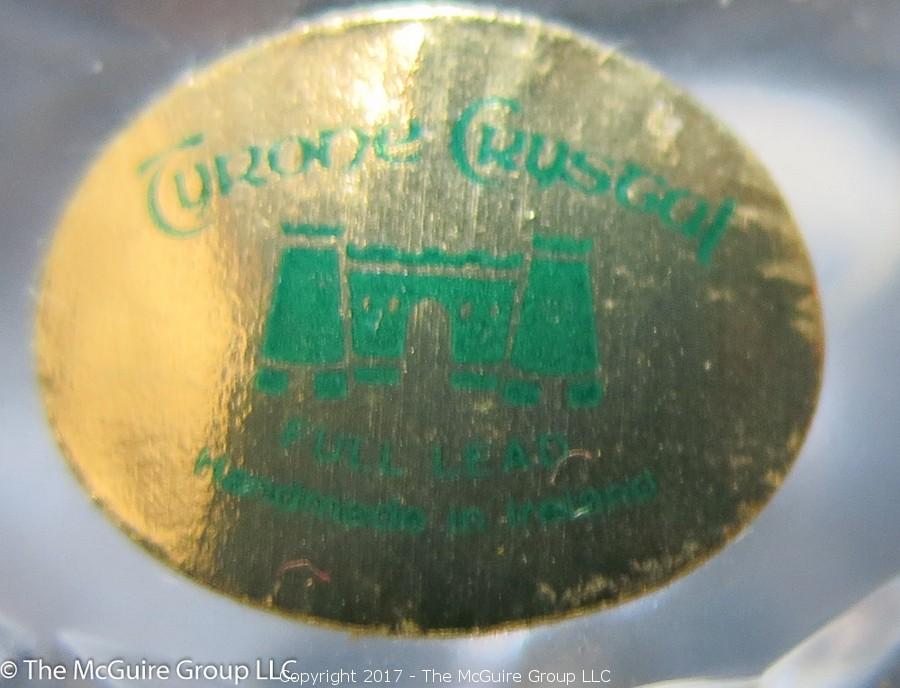 Tyrone Crystal
FULL LEAD
Handmade in Ireland
© The McGuire Group LLC
Copyright 2017 - The McGuire Group LLC